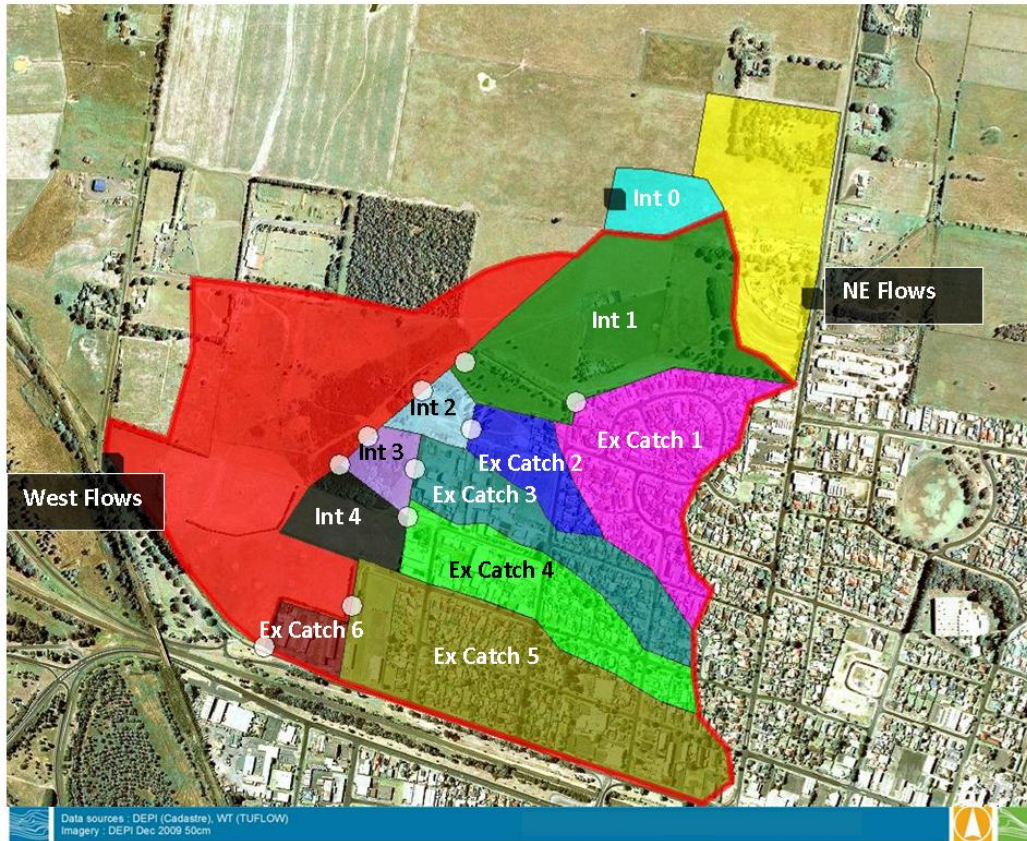 Int 0
NE Flows
Int 1
Int 2
Ex Catch 1
Int 3
Ex Catch 2
Ex Catch 3
West Flows
Int 4
Ex Catch 4
Ex Catch 6
Ex Catch 5
Data sources : DEPI (Cadastre), WT (TUFLOW)
Imagery : DEPI Dec 2009 50cm